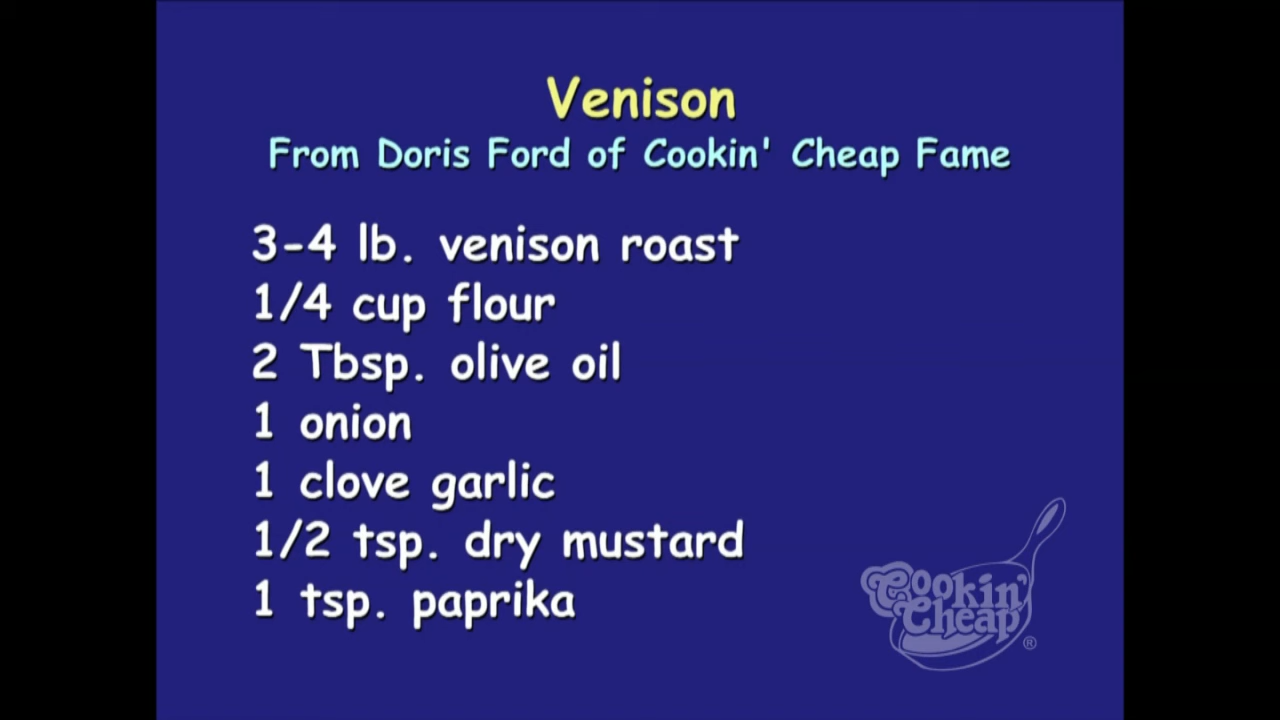 Venison
From Doris Ford of Cookin' Cheap Fame
3-4 lb. venison roast
1/4 cup flour
2 Tbsp. olive oil
1 onion
1 clove garlic
1/2 tsp. dry mustard
1 tsp. paprika
Cookin'
Cheap
®